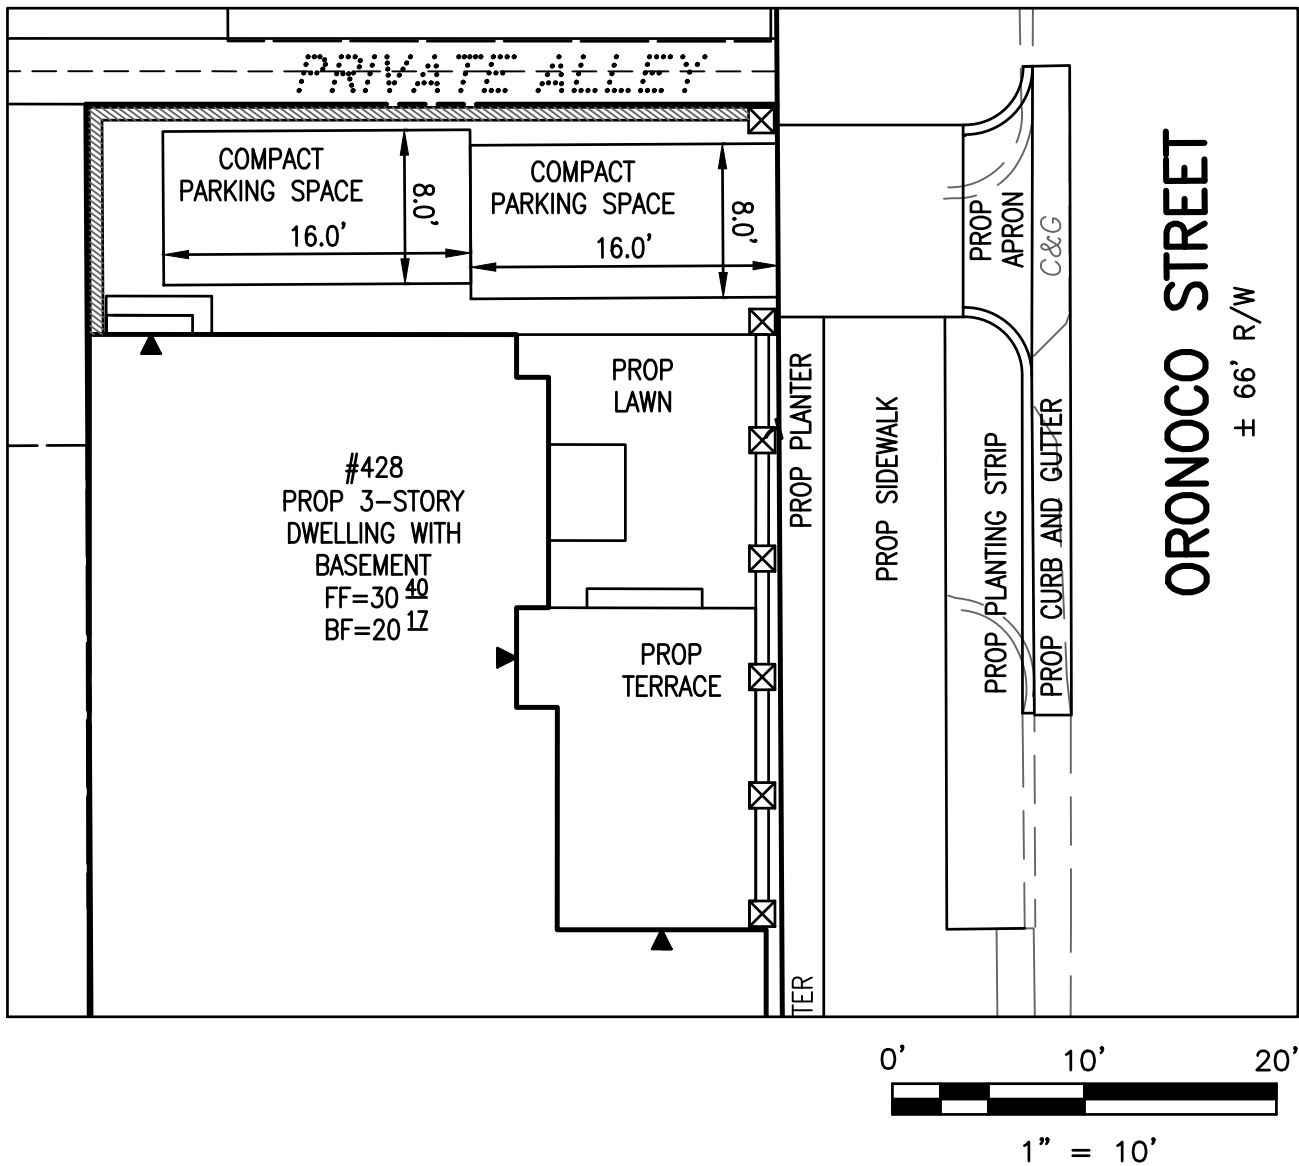 PRIVATE ALLEY
COMPACT
PARKING SPACE
16.0'
8.0'
COMPACT
PARKING SPACE
16.0'
8.0'
PROP
APRON
C&G
ORONOCO STREET
± 66' R/W
PROP
LAWN
PROP PLANTER
PROP SIDEWALK
PROP PLANTING STRIP
PROP CURB AND GUTTER
#428
PROP 3-STORY
DWELLING WITH
BASEMENT
FF=30 40
BF=20 17
PROP
TERRACE
TER
0' 10' 20'
1" = 10'